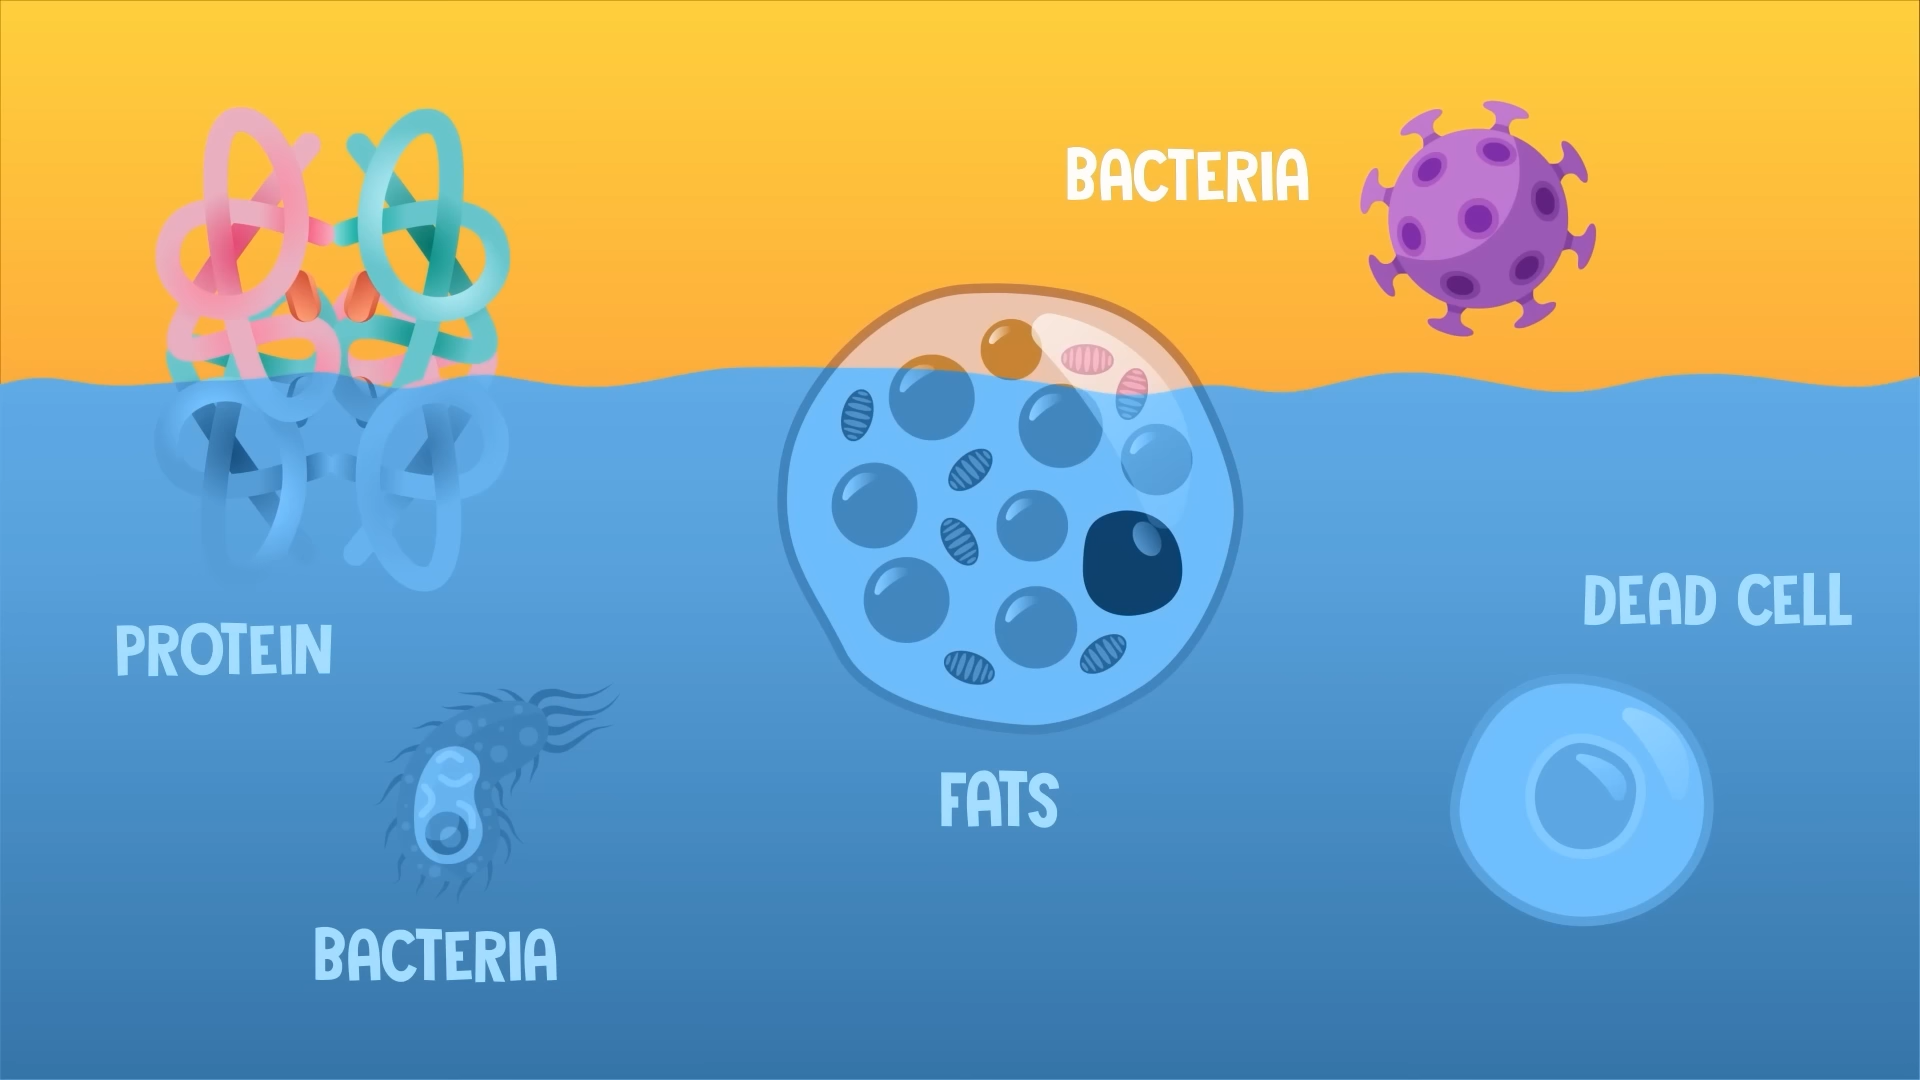 BACTERIA
DEAD CELL
PROTEIN
FATS
BACTERIA